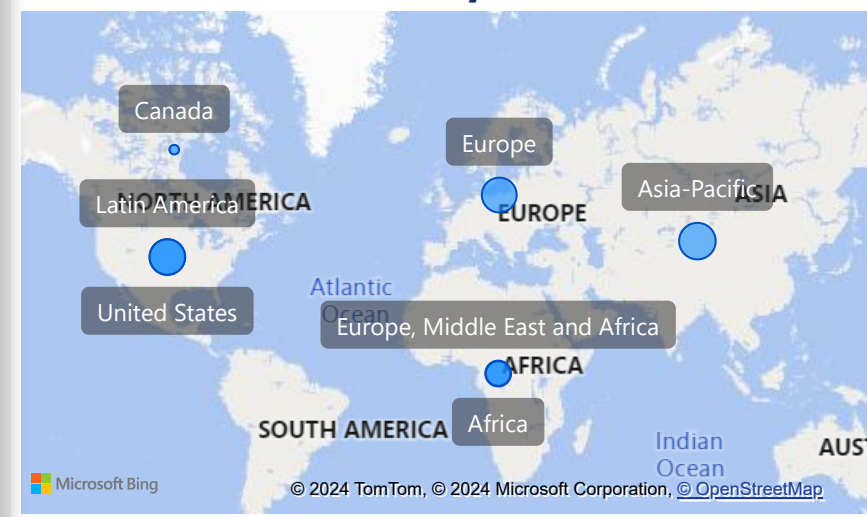 Canada
Europe
Asia-Pacific
ASIA
Latin America
NORTH AMERICA
EUROPE
Atlantic
Ocean
United States
Europe, Middle East and Africa
AFRICA
SOUTH AMERICA
Africa
Indian
Ocean
AUS
Microsoft Bing
© 2024 TomTom, © 2024 Microsoft Corporation, © OpenStreetMap